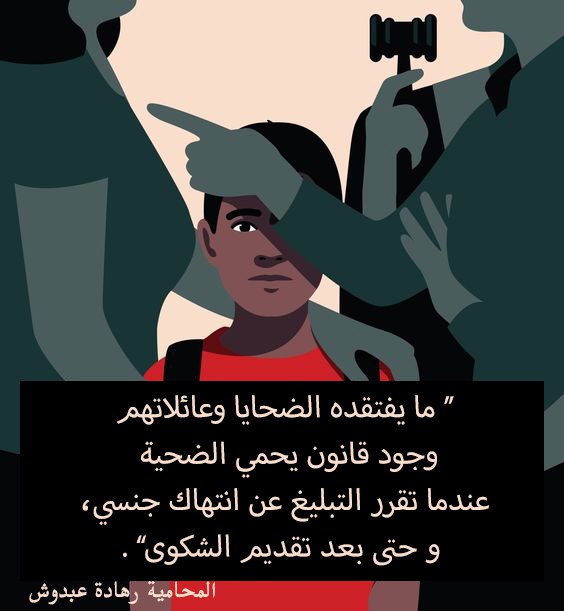 " ما يفتقده الضحايا وعائلاتهم
وجود قانون يحمي الضحية
عندما تقرر التبليغ عن انتهاك جنسي،
و حتى بعد تقديم الشكوى" .
المحامية رهادة عبدوش